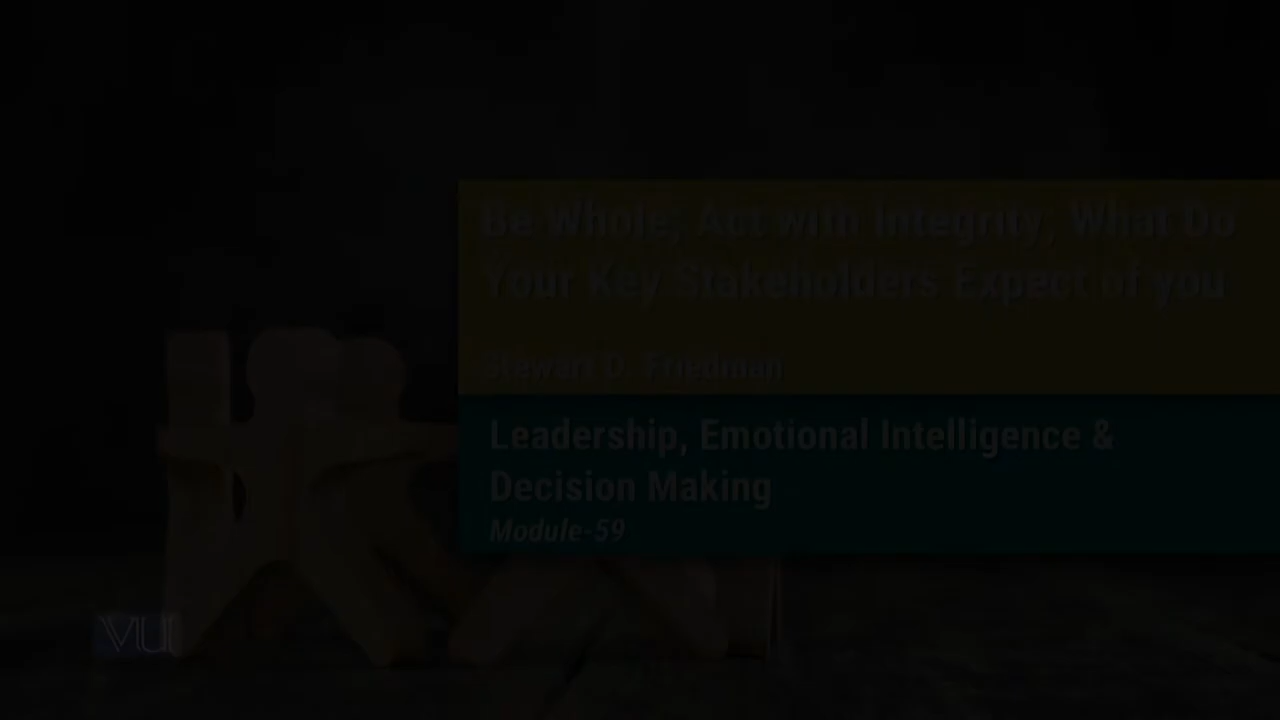 Be Whole; Act with Integrity; What Do
Your Key Stakeholders Expect of you
Stewart D. Friedman
Leadership, Emotional Intelligence &
Decision Making
Module-59
VU